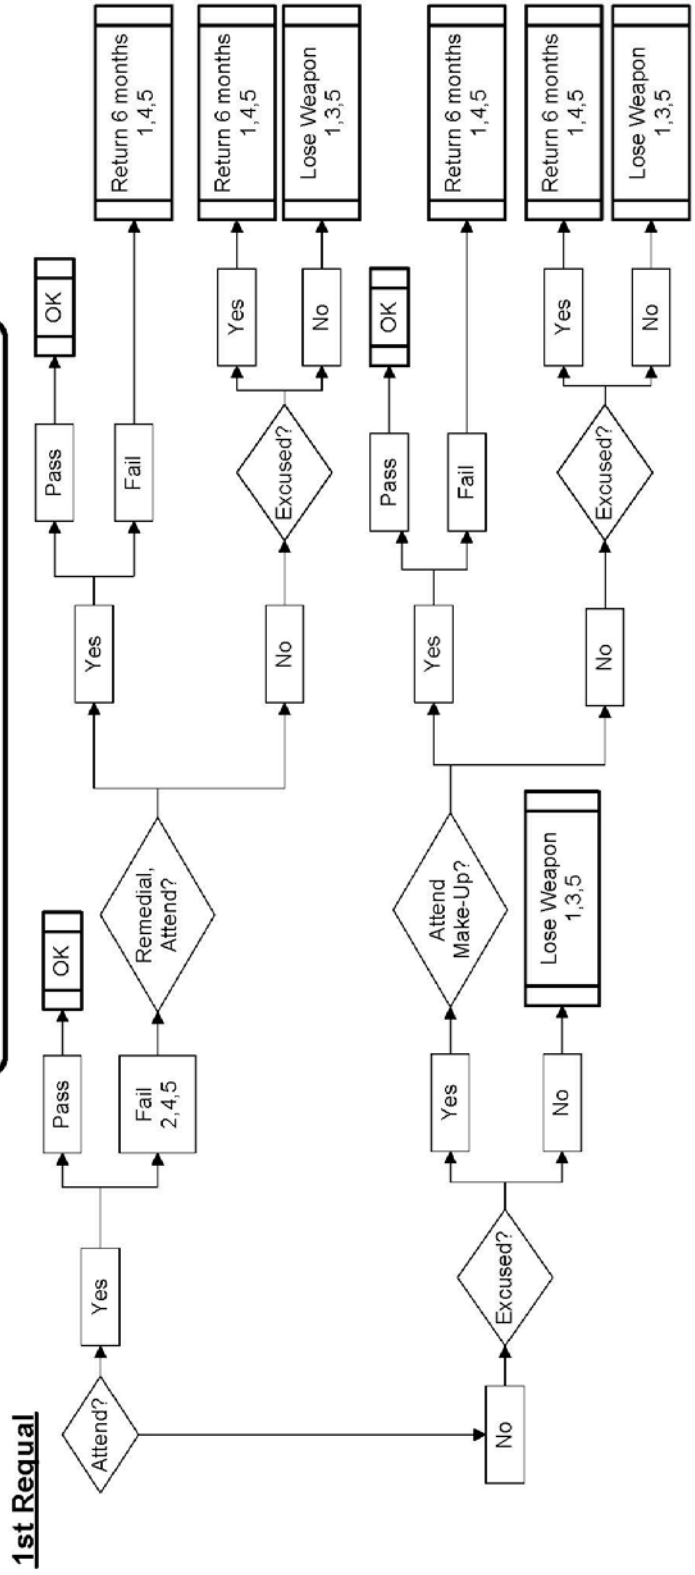 1st Requal
Attend?
Yes
Pass
OK
Fail
2,4,5
Remedial,
Attend?
Yes
Pass
OK
Fail
Return 6 months
1,4,5
No
Excused?
Yes
Return 6 months
1,4,5
No
Lose Weapon
1,3,5
No
Excused?
Yes
Attend
Make-Up?
Yes
Pass
OK
Fail
Return 6 months
1,4,5
No
Excused?
Yes
Return 6 months
1,4,5
No
Lose Weapon
1,3,5
No
Lose Weapon
1,3,5